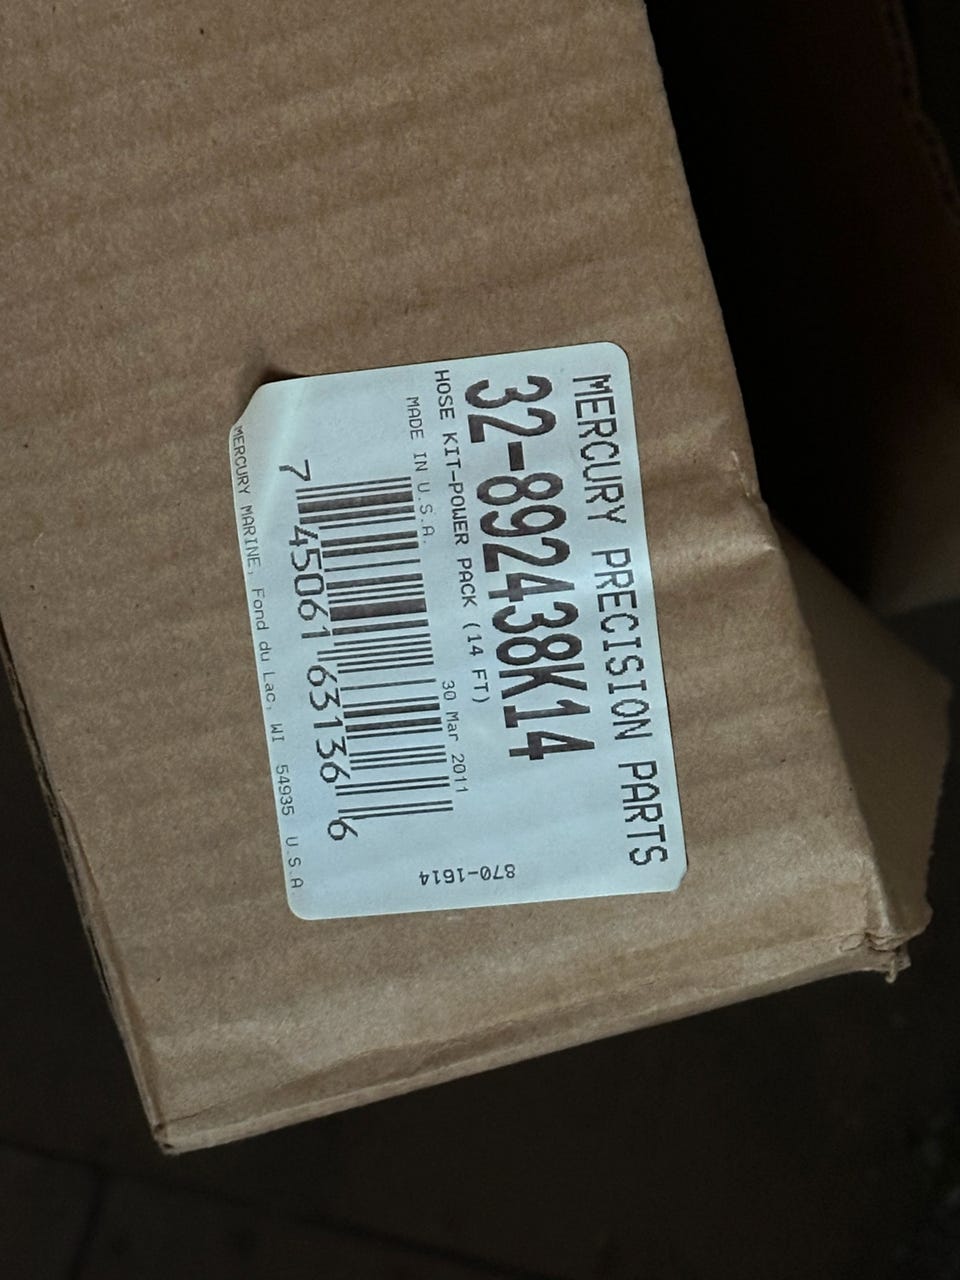 MERCURY PRECISION PARTS
32-892438K14
HOSE KIT-POWER PACK (14 FT)
MADE IN U.S.A.
30 Mar 2011
7 45061 63136 6
MERCURY MARINE, Fond du Lac, WI 54935 U.S.A
870-1614